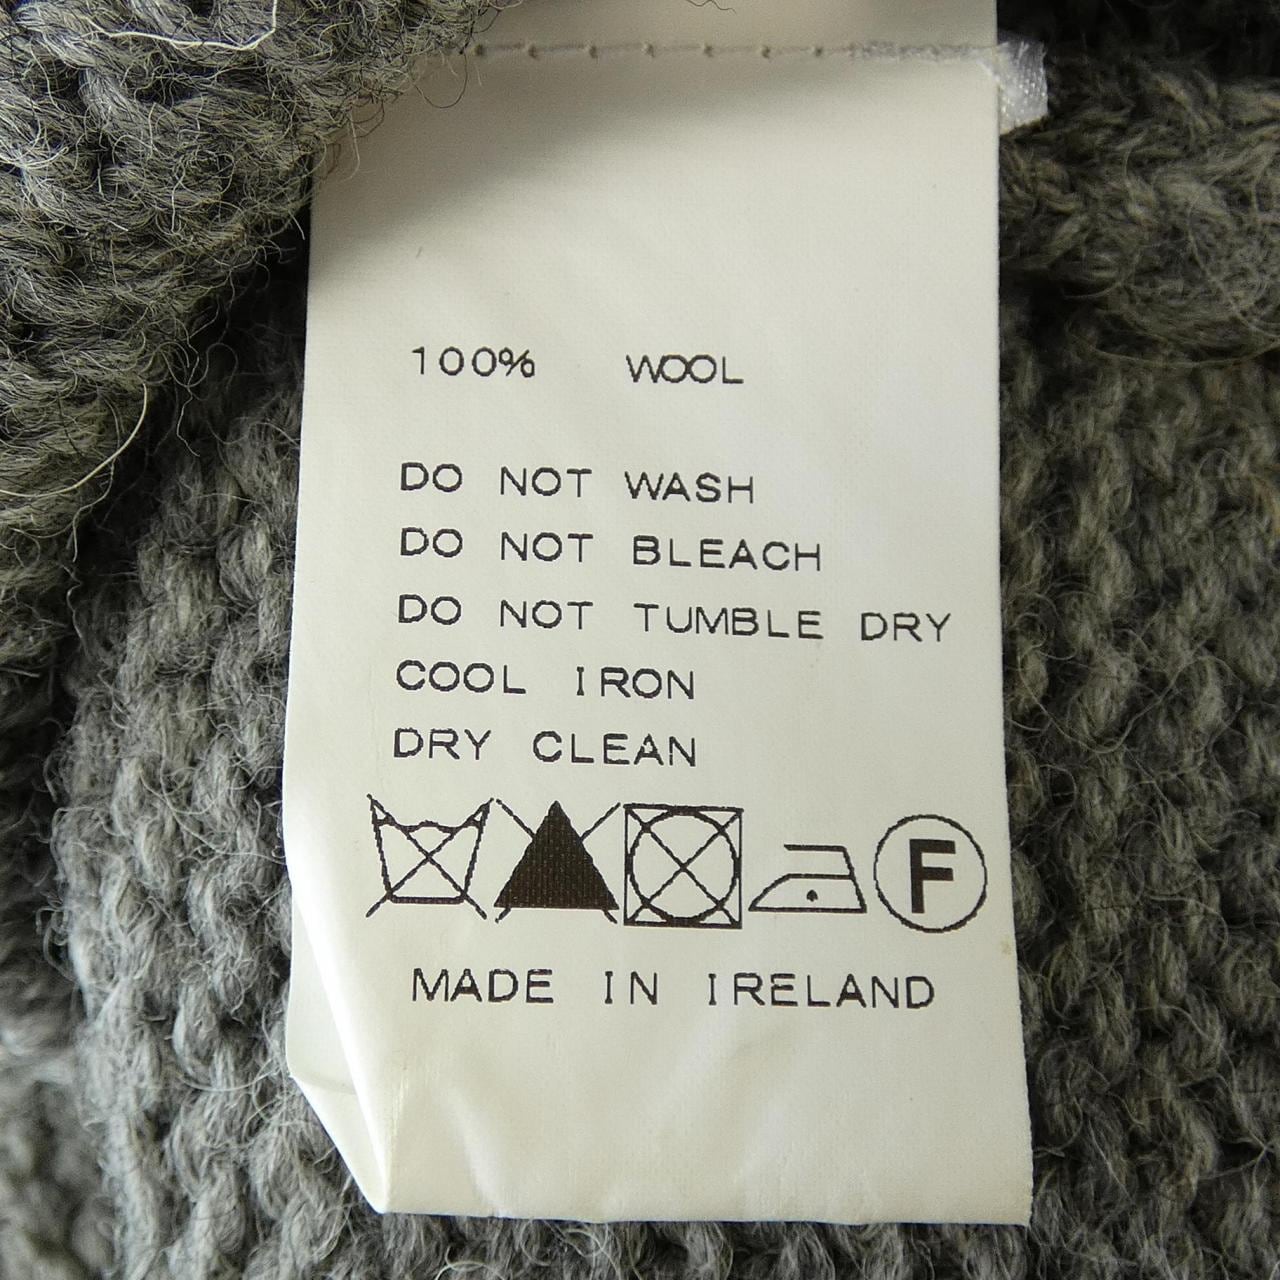 100% WOOL
DO NOT WASH
DO NOT BLEACH
DO NOT TUMBLE DRY
COOL IRON
DRY CLEAN
F
MADE IN IRELAND